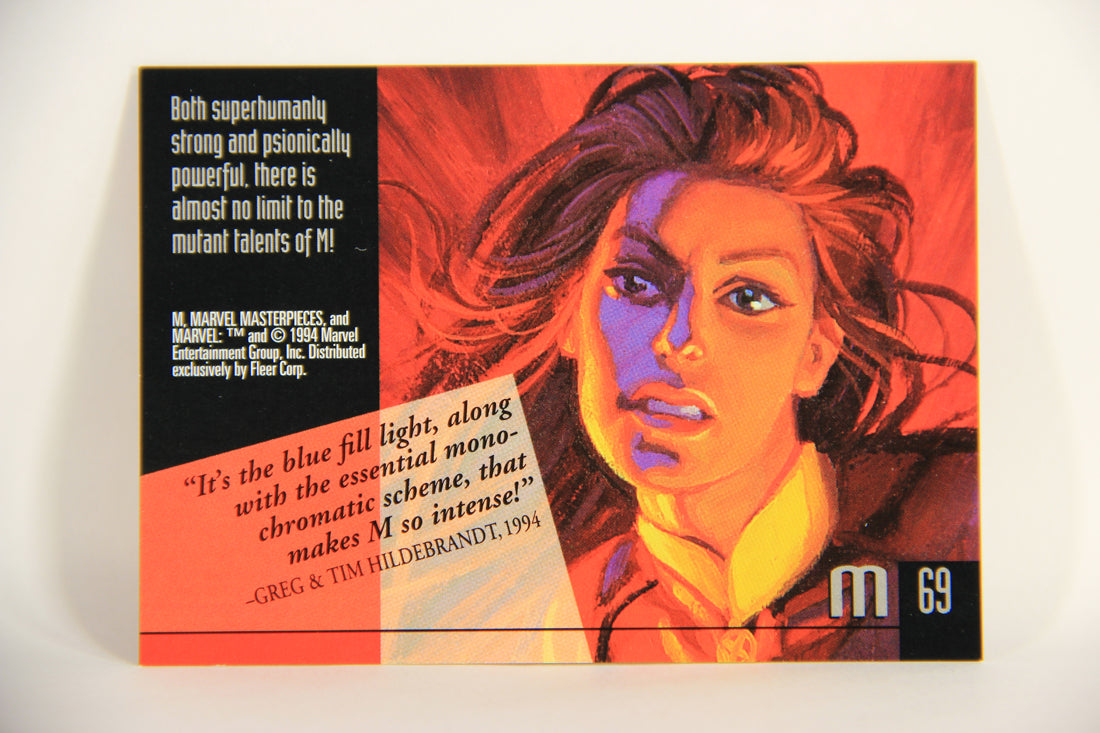 Both superhumanly
strong and psionically
powerful, there is
almost no limit to the
mutant talents of M!
M, MARVEL MASTERPIECES, and
MARVEL: ™ and © 1994 Marvel
Entertainment Group, Inc. Distributed
exclusively by Fleer Corp.
“It’s the blue fill light, along
with the essential mono-
chromatic scheme, that
makes M so intense!”
–GREG & TIM HILDEBRANDT, 1994
M 69